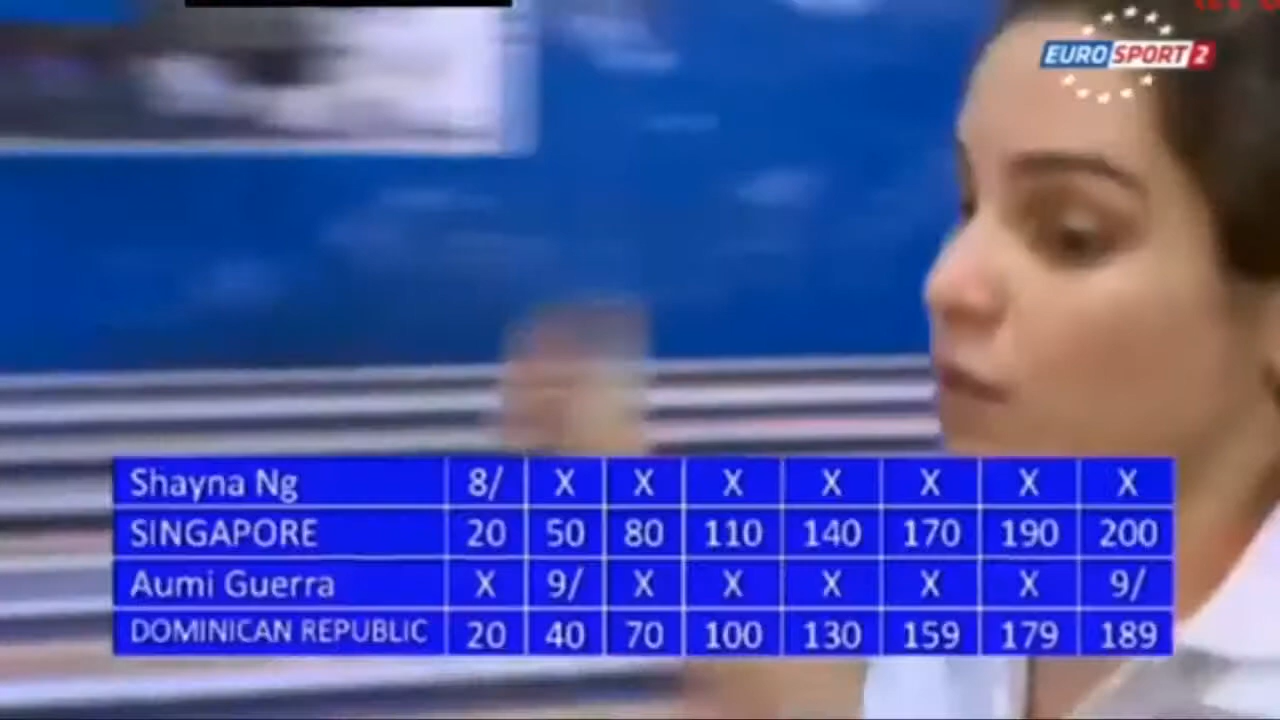 EUROSPORT 2
Shayna Ng 8/ X X X X X X X
SINGAPORE 20 50 80 110 140 170 190 200
Aumi Guerra X 9/ X X X X X 9/
DOMINICAN REPUBLIC 20 40 70 100 130 159 179 189